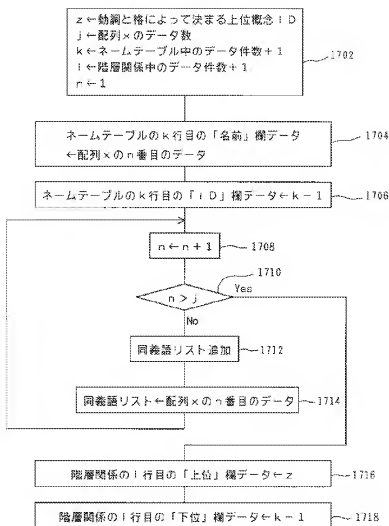 z←動詞と格によって決まる上位概念iD
j←配列xのデータ数
k←ネームテーブル中のデータ件数+1
l←階層関係中のデータ件数+1
n←1
1702
ネームテーブルのk行目の「名前」欄データ
←配列xのn番目のデータ
1704
ネームテーブルのk行目の「iD」欄データ←k-1
1706
n←n+1
1708
1710
n>j
Yes
No
同義語リスト追加
1712
同義語リスト←配列xのn番目のデータ
1714
階層関係のl行目の「上位」欄データ←z
1716
階層関係のl行目の「下位」欄データ←k-1
1718